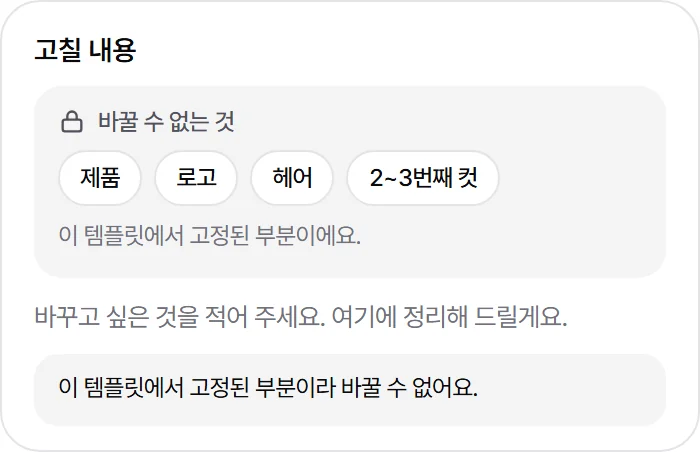 고칠 내용
바꿀 수 없는 것
제품
로고
헤어
2~3번째 컷
이 템플릿에서 고정된 부분이에요.
바꾸고 싶은 것을 적어 주세요. 여기에 정리해 드릴게요.
이 템플릿에서 고정된 부분이라 바꿀 수 없어요.